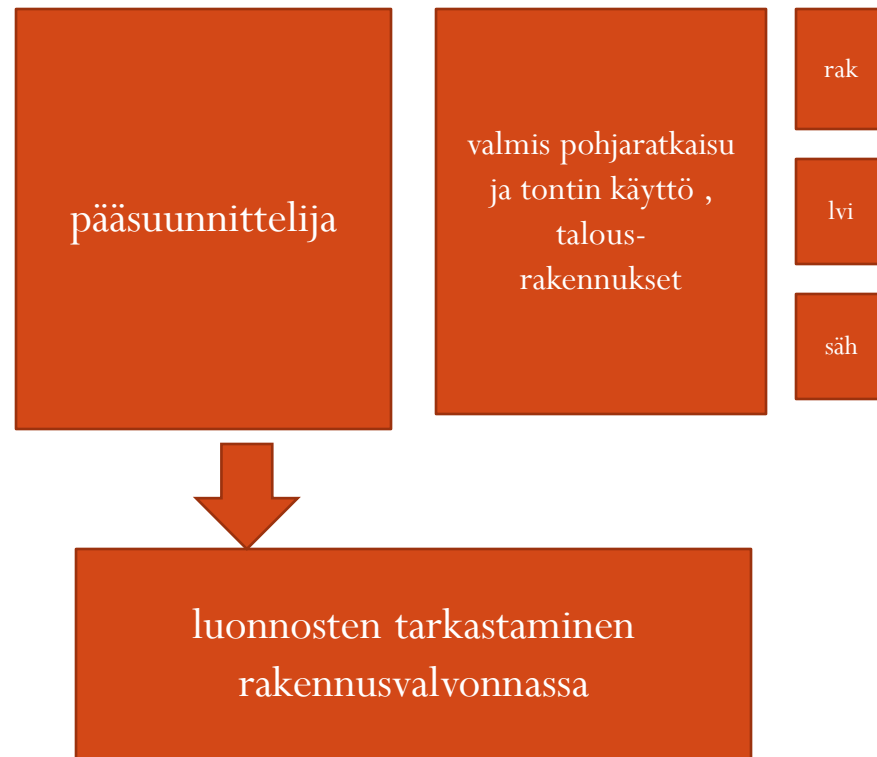 pääsuunnittelija
valmis pohjaratkaisu
ja tontin käyttö ,
talous-
rakennukset
rak
lvi
säh
luonnosten tarkastaminen
rakennusvalvonnassa